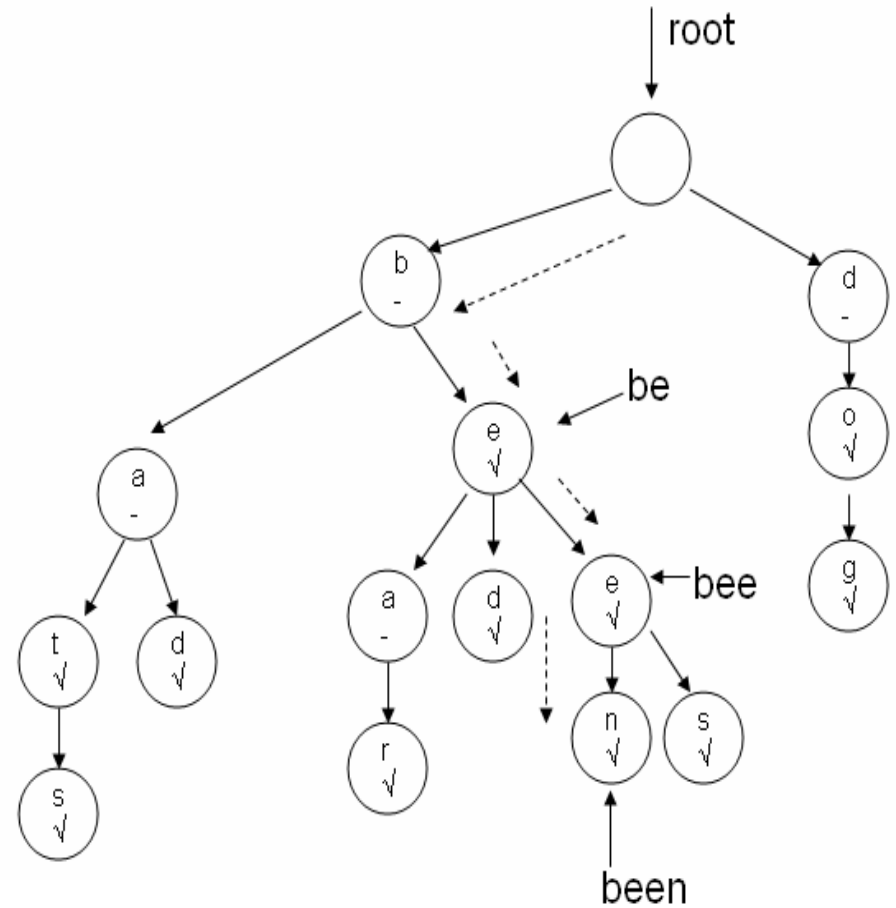 root
b
-
d
-
be
e
√
o
√
a
-
bee
g
√
a
-
d
√
e
√
t
√
d
√
n
√
s
√
r
√
s
√
been